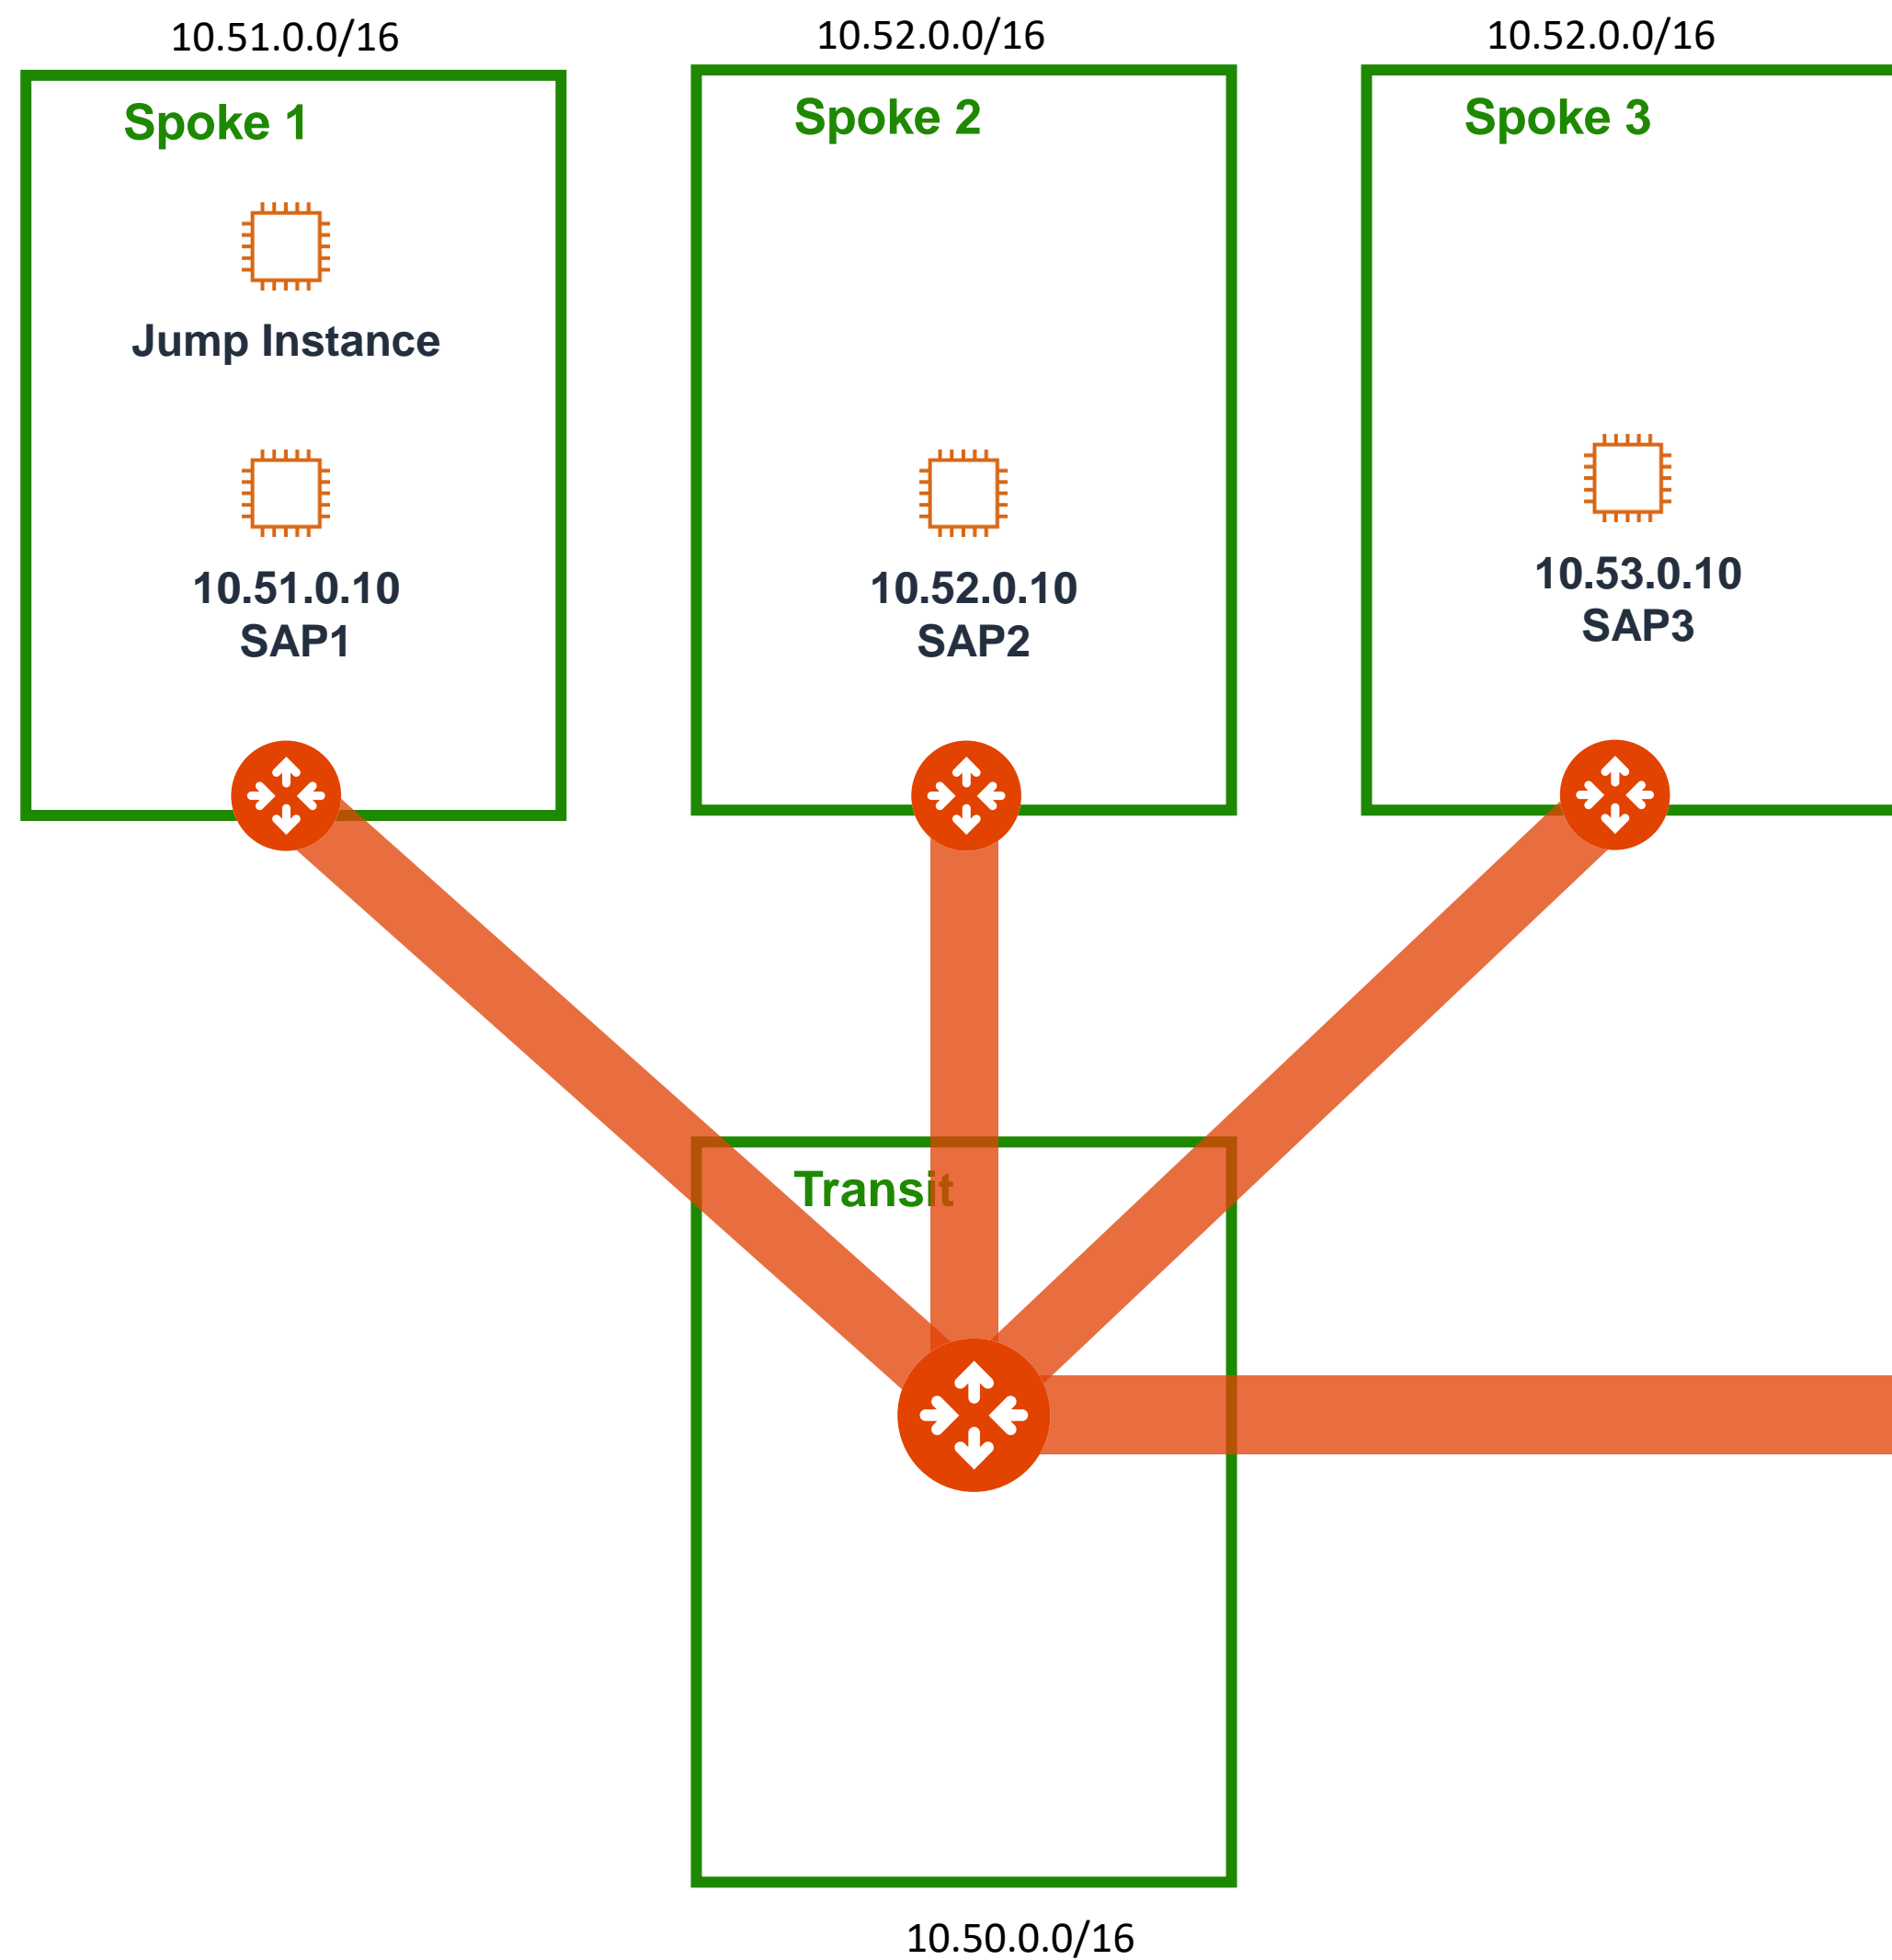 10.51.0.0/16
10.52.0.0/16
10.52.0.0/16
Spoke 1
Spoke 2
Spoke 3
Jump Instance
10.51.0.10
SAP1
10.52.0.10
SAP2
10.53.0.10
SAP3
Transit
10.50.0.0/16